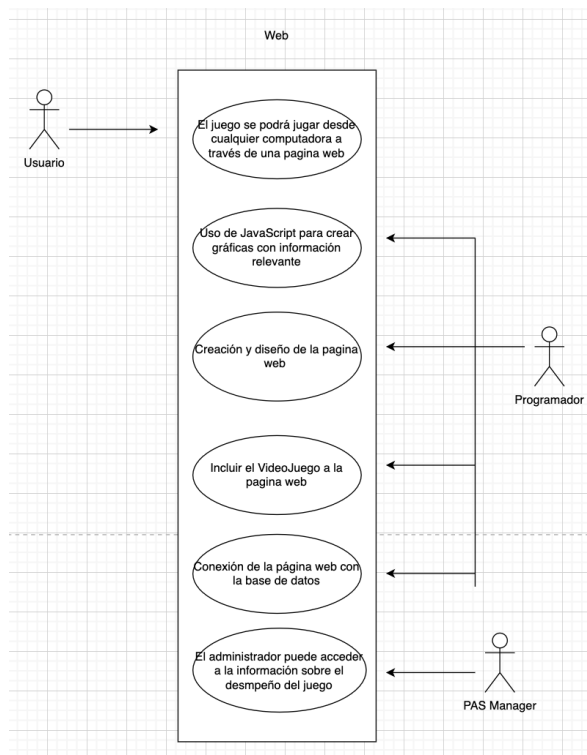 Web
El juego se podrá jugar desde
cualquier computadora a
través de una pagina web
Usuario
Uso de JavaScript para crear
gráficas con información
relevante
Creación y diseño de la pagina
web
Programador
Incluir el VideoJuego a la
pagina web
Conexión de la página web con
la base de datos
El administrador puede acceder
a la información sobre el
desmpeño del juego
PAS Manager